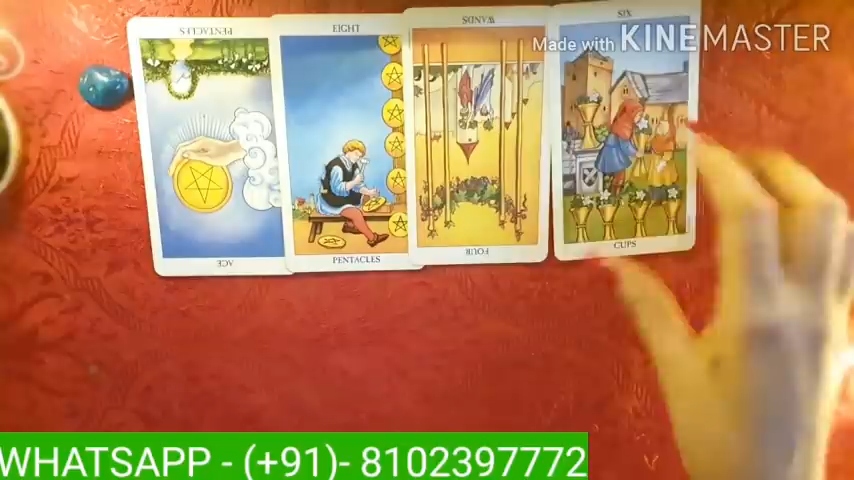 PENTACLES
EIGHT
WANDS
SIX
Made with KINEMASTER
ACE
PENTACLES
FOUR
CUPS
WHATSAPP - (+91)- 8102397772